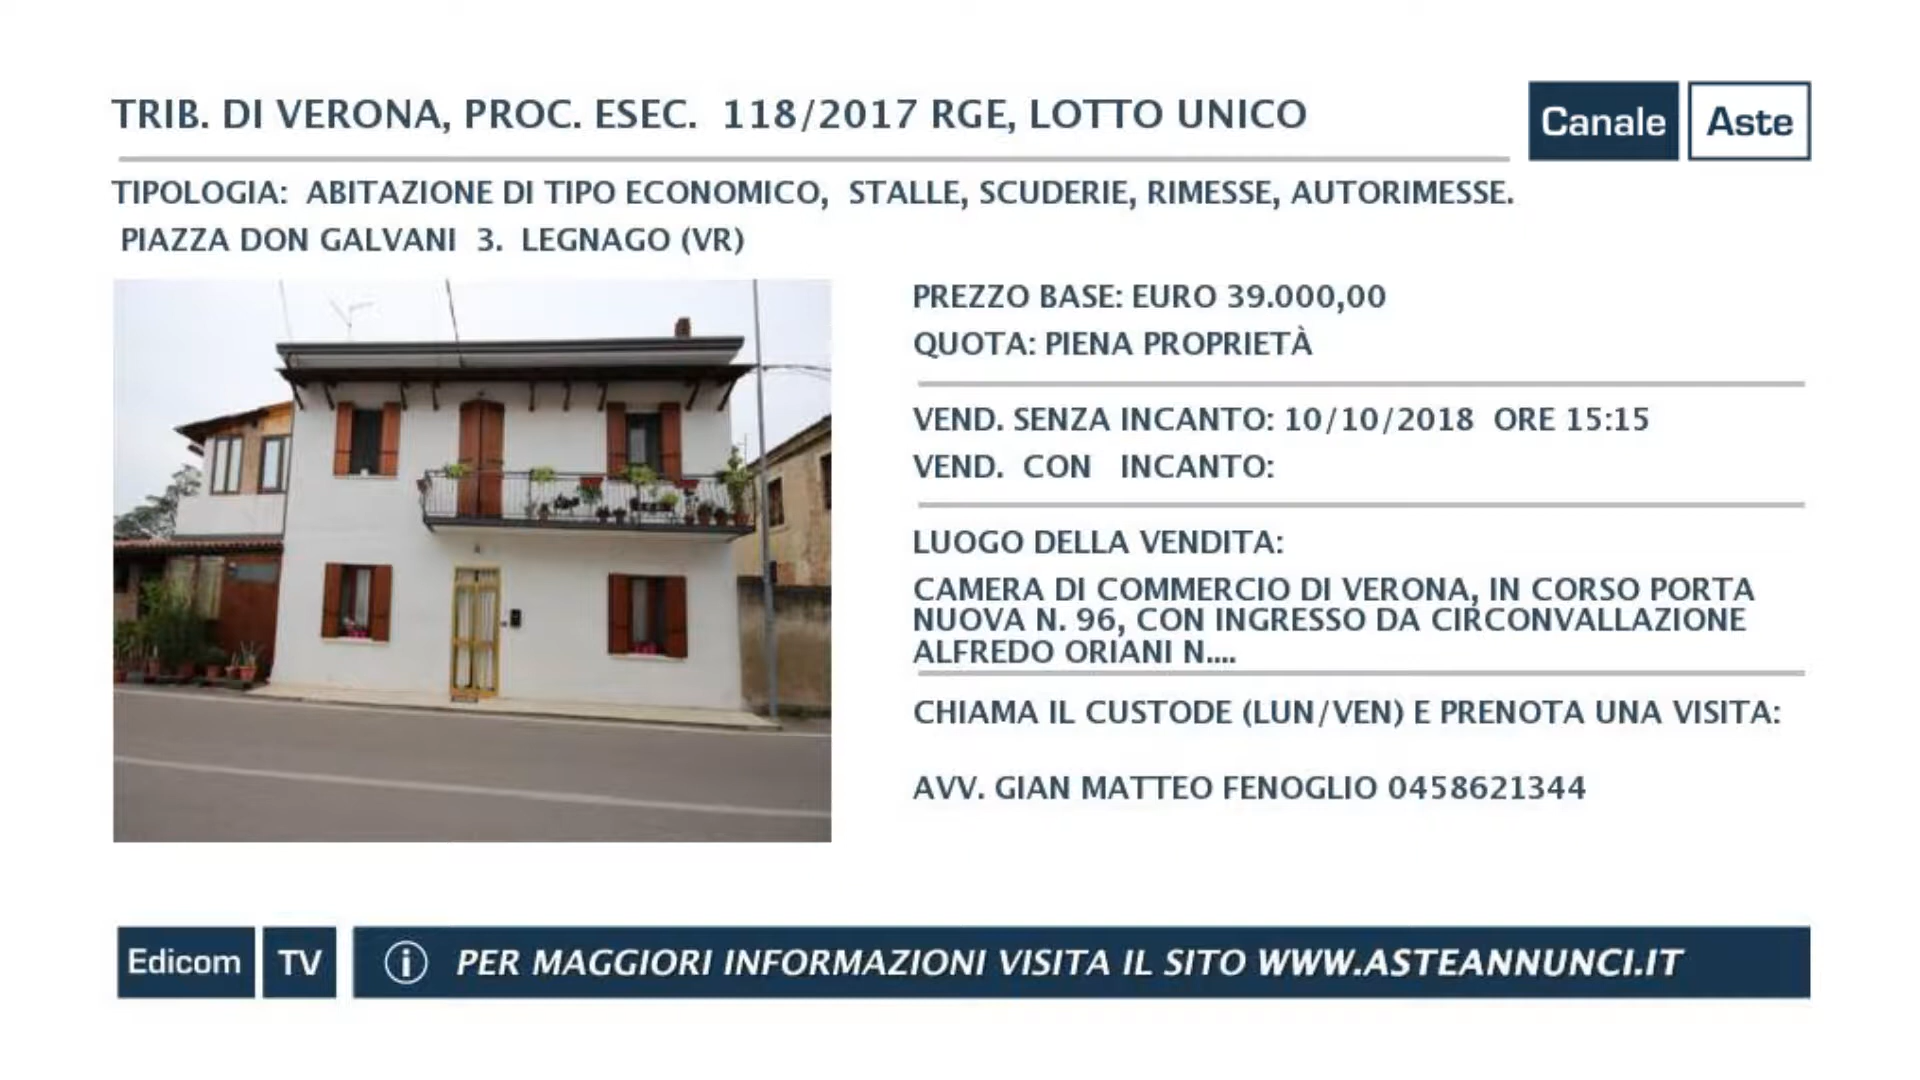 TRIB. DI VERONA, PROC. ESEC. 118/2017 RGE, LOTTO UNICO
Canale Aste
TIPOLOGIA: ABITAZIONE DI TIPO ECONOMICO, STALLE, SCUDERIE, RIMESSE, AUTORIMESSE.
PIAZZA DON GALVANI 3. LEGNAGO (VR)
PREZZO BASE: EURO 39.000,00
QUOTA: PIENA PROPRIETÀ
VEND. SENZA INCANTO: 10/10/2018 ORE 15:15
VEND. CON INCANTO:
LUOGO DELLA VENDITA:
CAMERA DI COMMERCIO DI VERONA, IN CORSO PORTA
NUOVA N. 96, CON INGRESSO DA CIRCONVALLAZIONE
ALFREDO ORIANI N....
CHIAMA IL CUSTODE (LUN/VEN) E PRENOTA UNA VISITA:
AVV. GIAN MATTEO FENOGLIO 0458621344
Edicom TV
PER MAGGIORI INFORMAZIONI VISITA IL SITO WWW.ASTEANNUNCI.IT